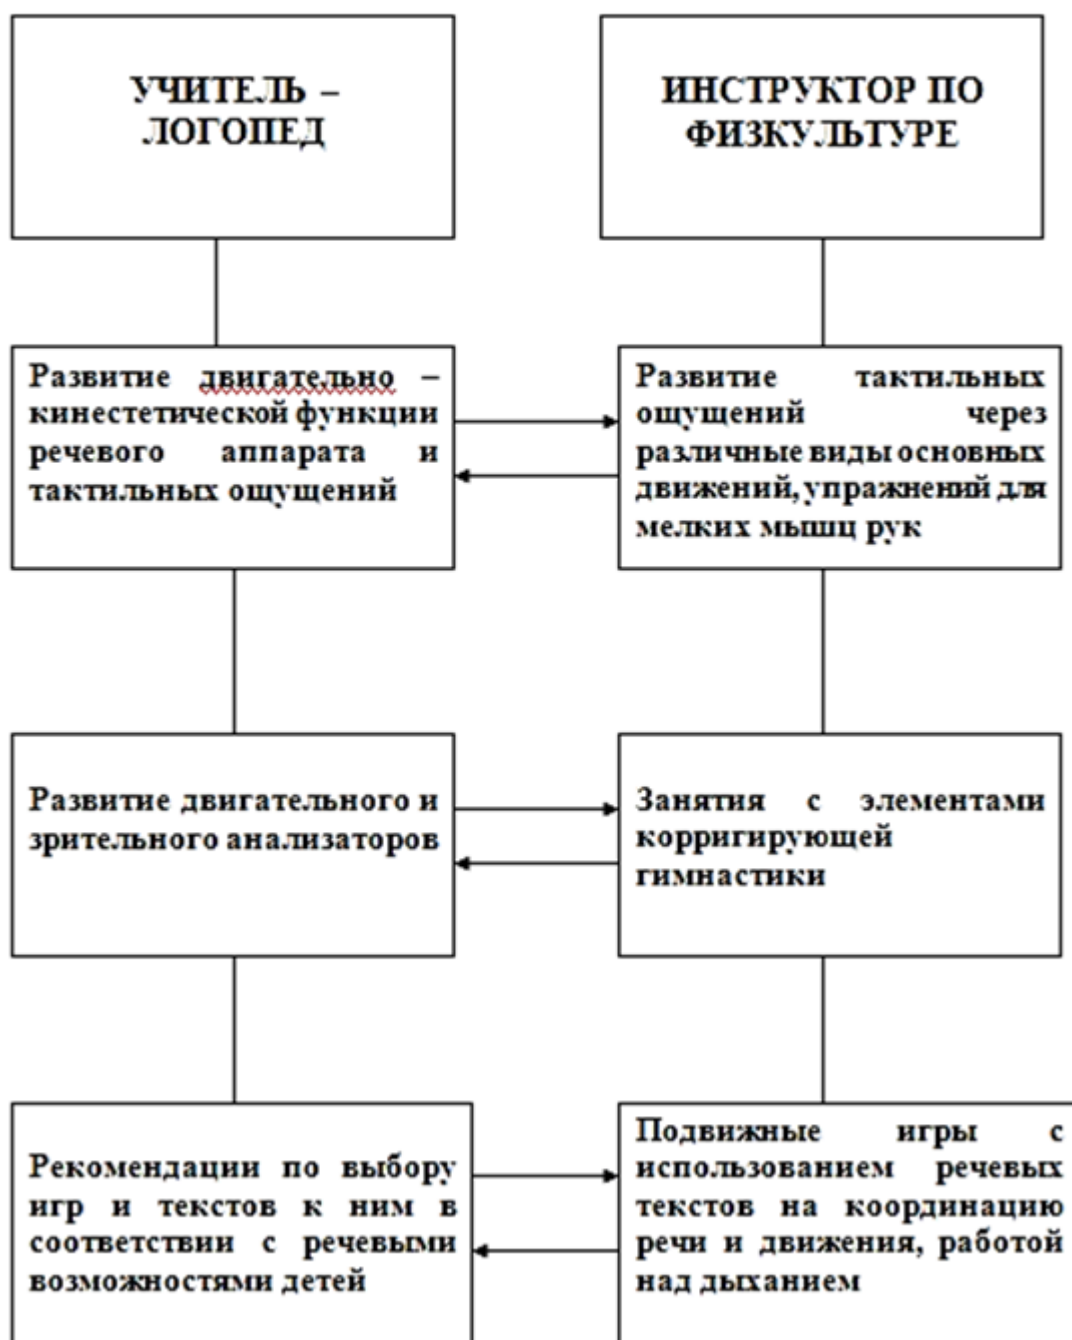 УЧИТЕЛЬ –
ЛОГОПЕД
ИНСТРУКТОР ПО
ФИЗКУЛЬТУРЕ
Развитие двигательно –
кинестетической функции
речевого аппарата и
тактильных ощущений
Развитие тактильных
ощущений через
различные виды основных
движений, упражнений для
мелких мышц рук
Развитие двигательного и
зрительного анализаторов
Занятия с элементами
корригирующей
гимнастики
Рекомендации по выбору
игр и текстов к ним в
соответствии с речевыми
возможностями детей
Подвижные игры с
использованием речевых
текстов на координацию
речи и движения, работой
над дыханием